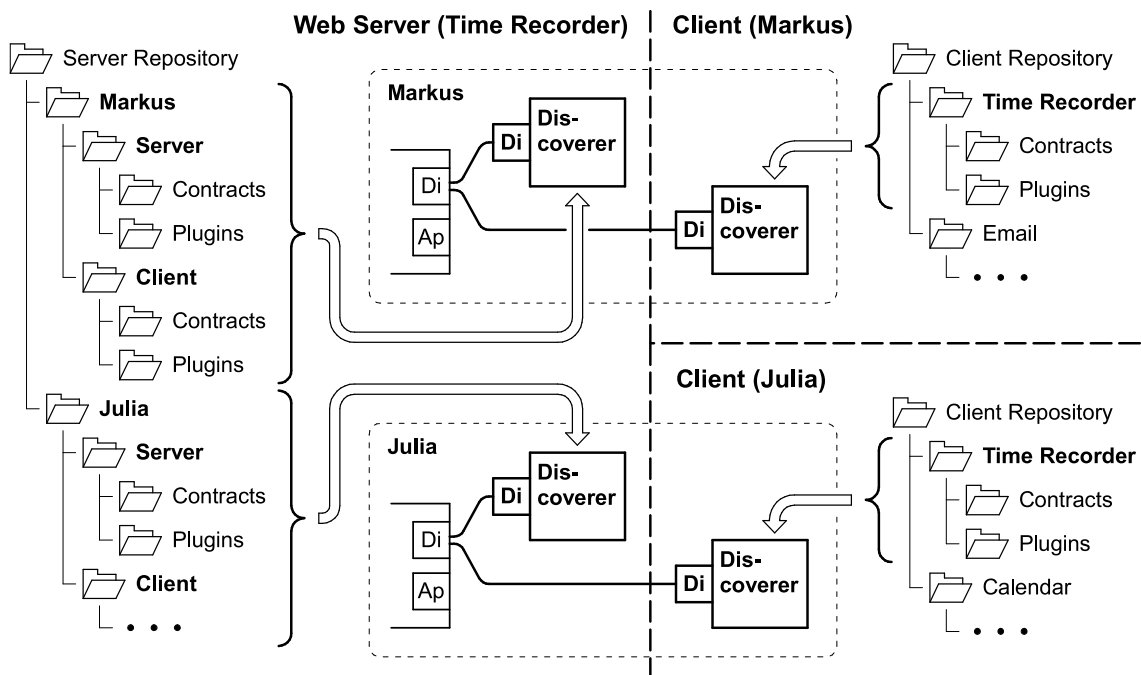 Web Server (Time Recorder)
Client (Markus)
Server Repository
Markus
Server
Contracts
Plugins
Client
Contracts
Plugins
Julia
Server
Contracts
Plugins
Client
• • •
Markus
Di
Ap
Di
Dis-
coverer
Di
Dis-
coverer
Client Repository
Time Recorder
Contracts
Plugins
Email
• • •
Client (Julia)
Julia
Di
Ap
Di
Dis-
coverer
Di
Dis-
coverer
Client Repository
Time Recorder
Contracts
Plugins
Calendar
• • •